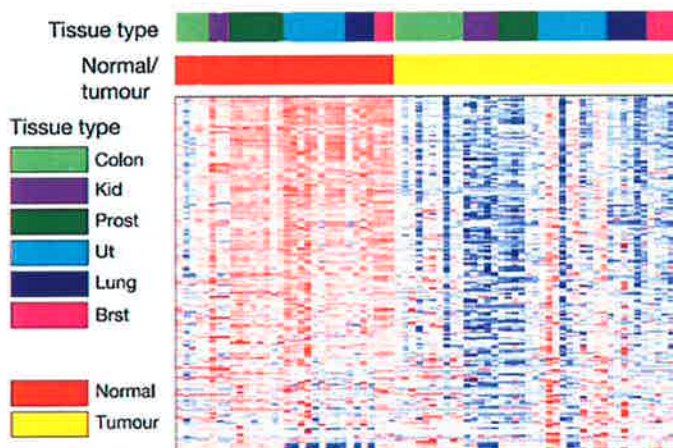 Tissue type
Normal/
tumour
Tissue type
Colon
Kid
Prost
Ut
Lung
Brst
Normal
Tumour